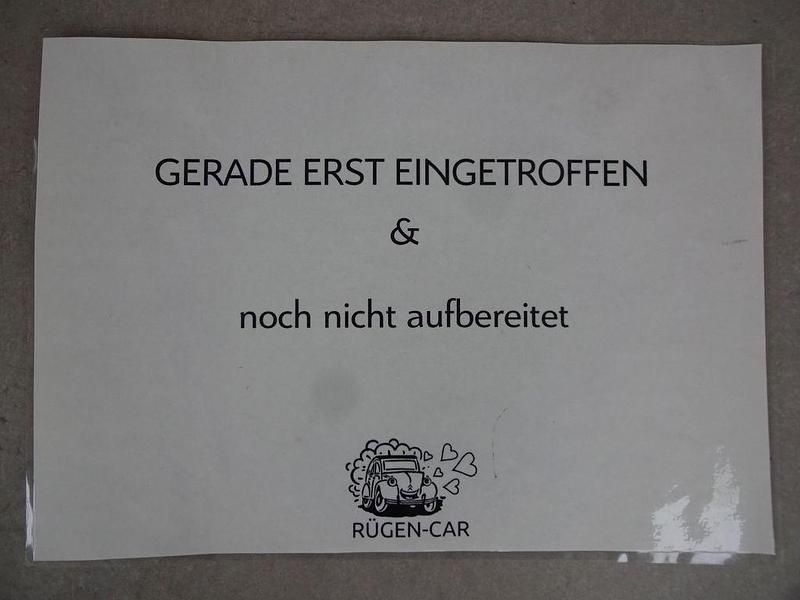 GERADE ERST EINGETROFFEN
&
noch nicht aufbereitet
RÜGEN-CAR